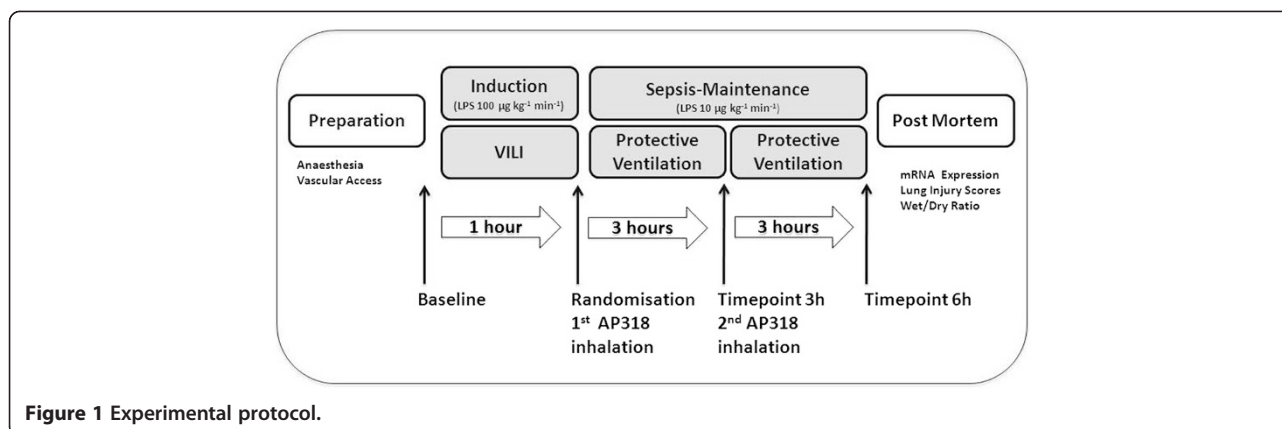 Preparation
Anaesthesia
Vascular Access
Induction
(LPS 100 µg kg⁻¹ min⁻¹)
VILI
Sepsis-Maintenance
(LPS 10 µg kg⁻¹ min⁻¹)
Protective
Ventilation
Protective
Ventilation
Post Mortem
mRNA Expression
Lung Injury Scores
Wet/Dry Ratio
1 hour
3 hours
3 hours
Baseline
Randomisation
1st AP318
inhalation
Timepoint 3h
2nd AP318
inhalation
Timepoint 6h
Figure 1 Experimental protocol.